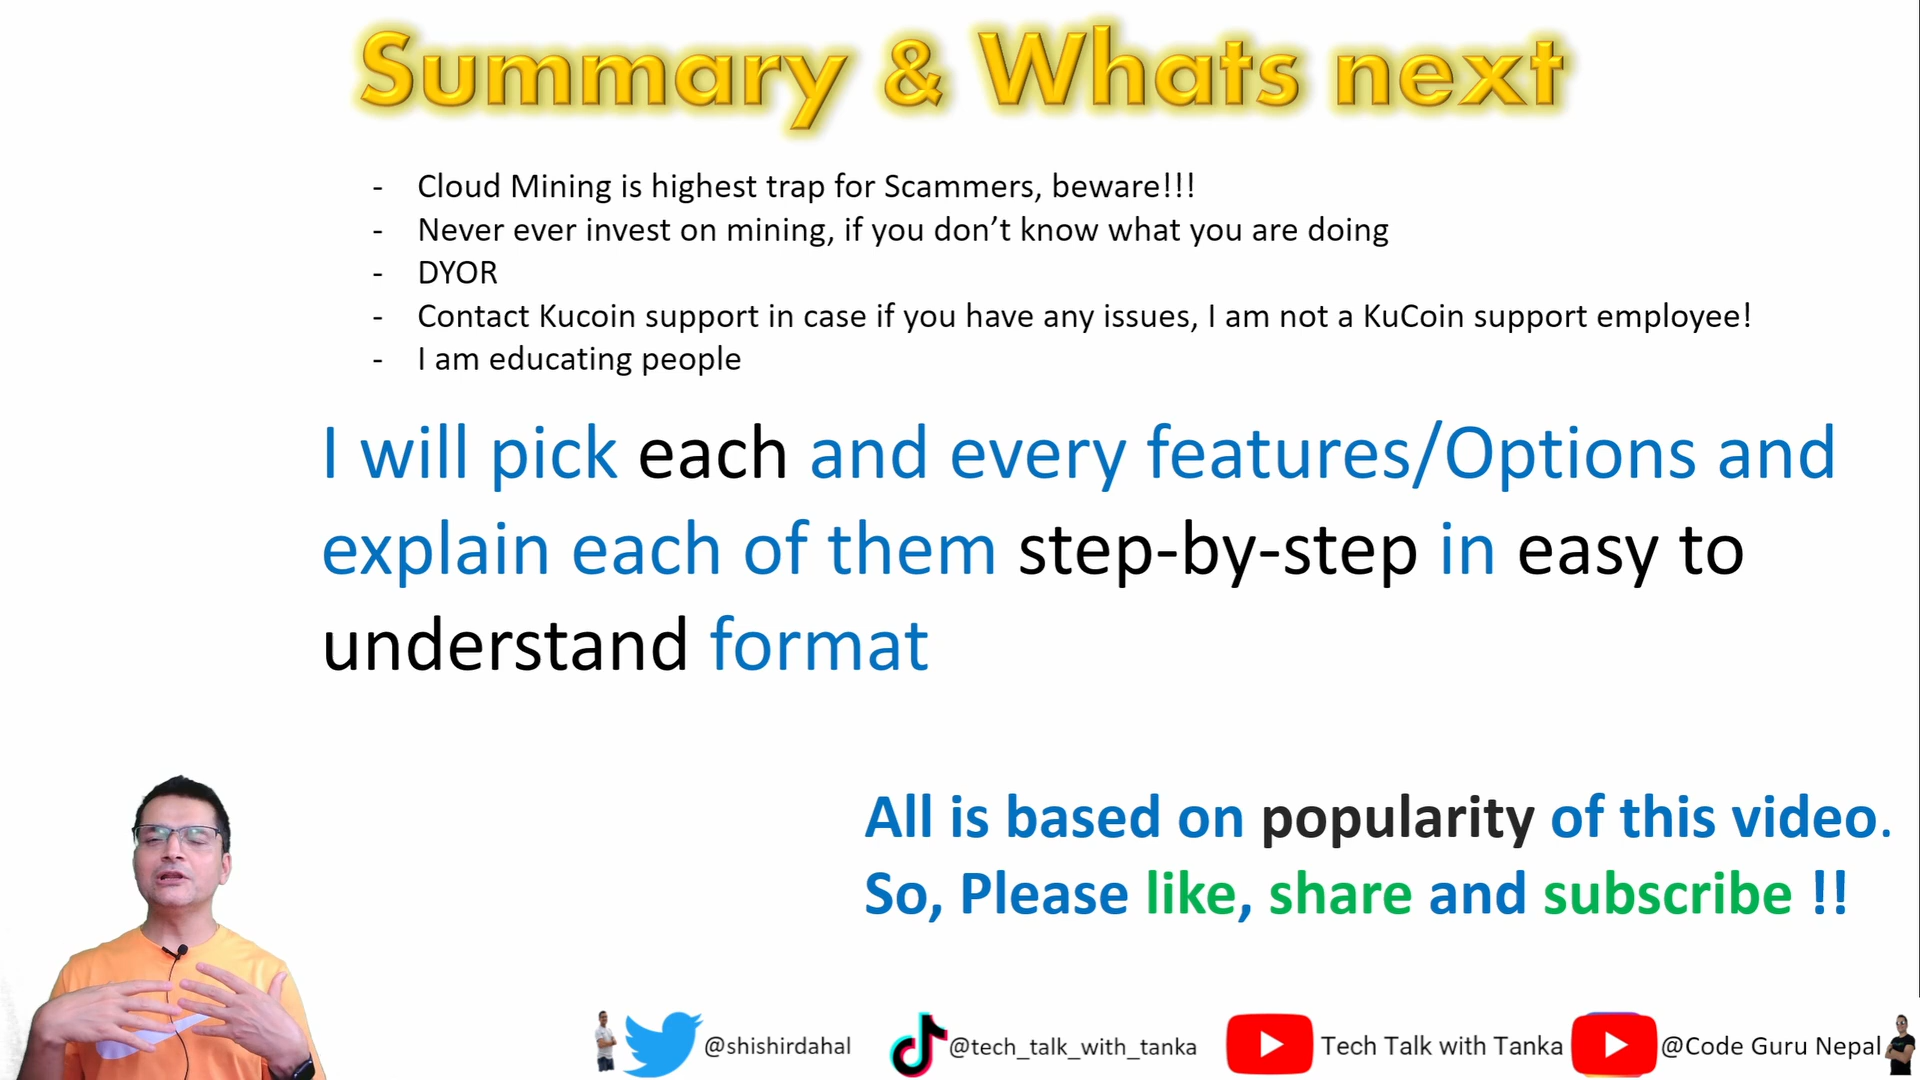 Summary & Whats next
- Cloud Mining is highest trap for Scammers, beware!!!
- Never ever invest on mining, if you don’t know what you are doing
- DYOR
- Contact Kucoin support in case if you have any issues, I am not a KuCoin support employee!
- I am educating people
I will pick each and every features/Options and
explain each of them step-by-step in easy to
understand format
All is based on popularity of this video.
So, Please like, share and subscribe !!
@shishirdahal @tech_talk_with_tanka Tech Talk with Tanka @Code Guru Nepal